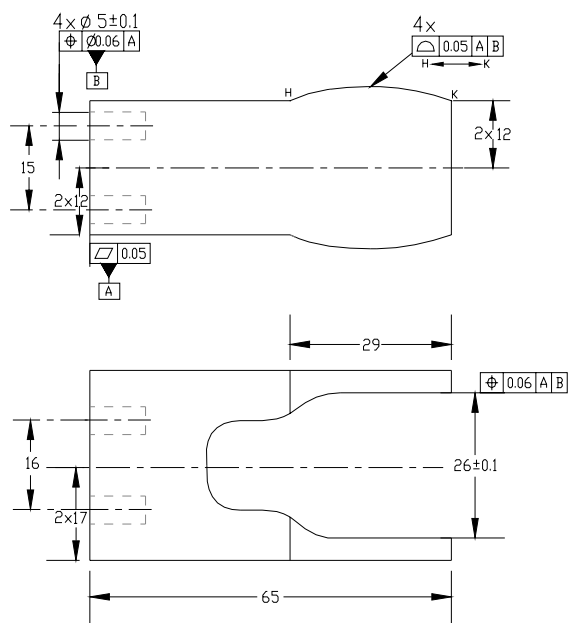 4x ⌀ 5±0.1
⌖ ⌀0.06 A
B
4x
⌓ 0.05 A B
H K
H
K
2x12
15
2x12
⏥ 0.05
A
29
⌖ 0.06 A B
16
26±0.1
2x17
65